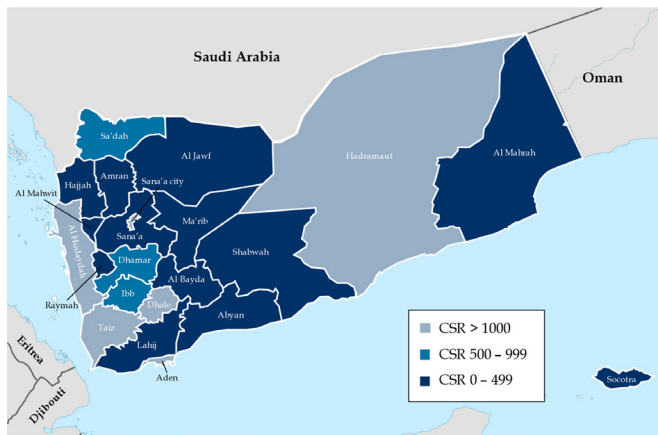 Saudi Arabia
Oman
Sa'dah
Al Jawf
Hadramaut
Al Mahrah
Hajjah
Amran
Sana'a city
Al Mahwit
Ma'rib
Sana'a
Al Hudaydah
Shabwah
Dhamar
Al Bayda
Raymah
Ibb
Dhale
Abyan
Taiz
Lahij
Aden
Eritrea
Djibouti
Socotra
CSR > 1000
CSR 500 – 999
CSR 0 – 499